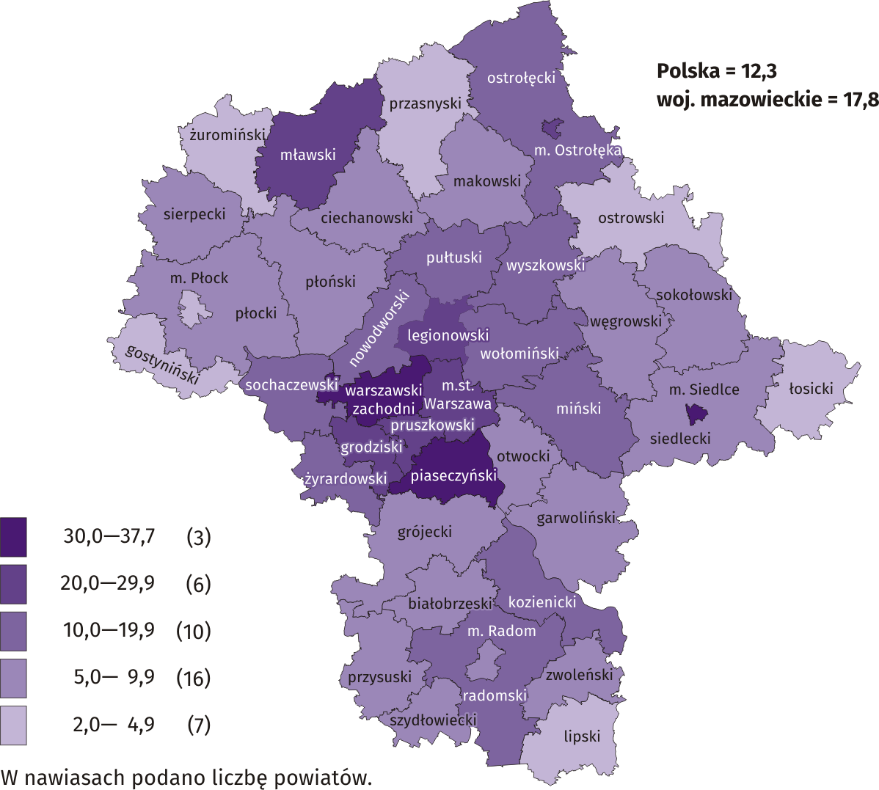 ostrołęcki
Polska = 12,3
woj. mazowieckie = 17,8
przasnyski
żuromiński
mławski
m. Ostrołęka
makowski
sierpecki
ciechanowski
ostrowski
pułtuski
wyszkowski
m. Płock
płoński
sokołowski
płocki
nowodworski
węgrowski
legionowski
wołomiński
gostyniński
sochaczewski
warszawski
zachodni
m.st.
Warszawa
m. Siedlce
łosicki
miński
pruszkowski
siedlecki
grodziski
otwocki
żyrardowski
piaseczyński
garwoliński
grójecki
30,0—37,7 (3)
20,0—29,9 (6)
10,0—19,9 (10)
5,0— 9,9 (16)
2,0— 4,9 (7)
białobrzeski
kozienicki
m. Radom
przysuski
zwoleński
radomski
szydłowiecki
lipski
W nawiasach podano liczbę powiatów.